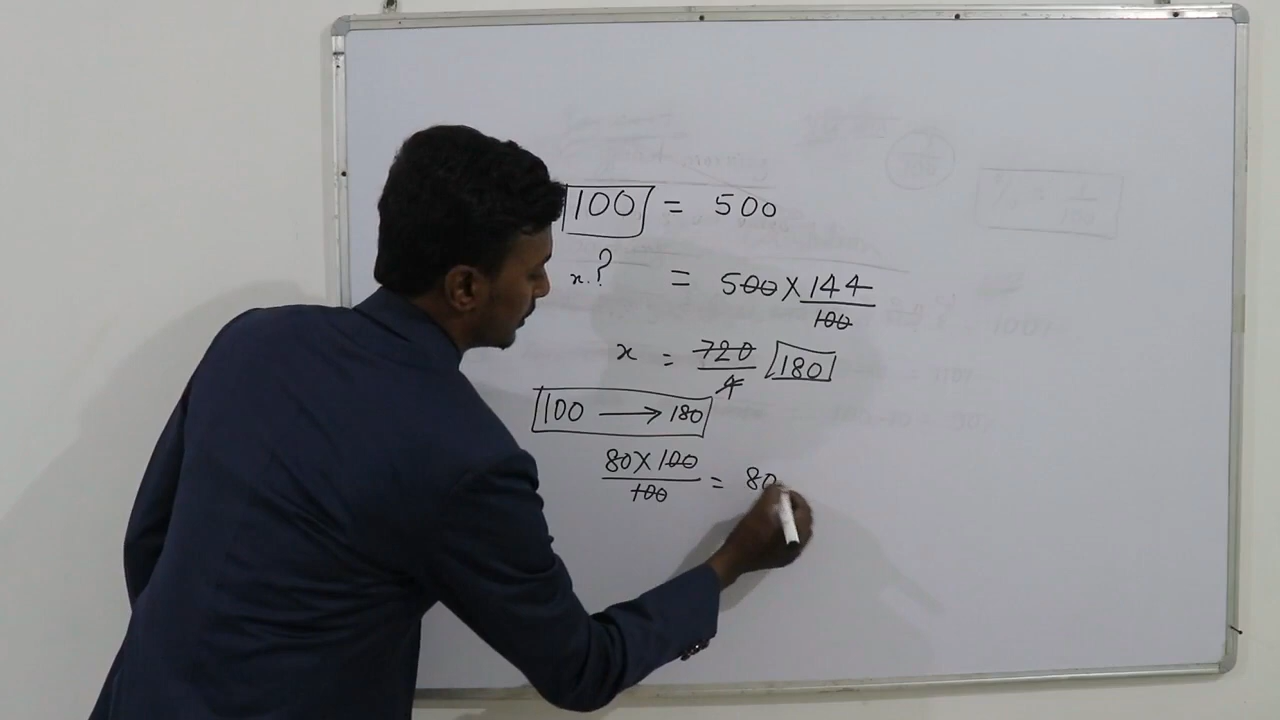 100 = 500
x? = 500 X 144/100
x = 720/4 180
100 → 180
80 X 100/100 = 80